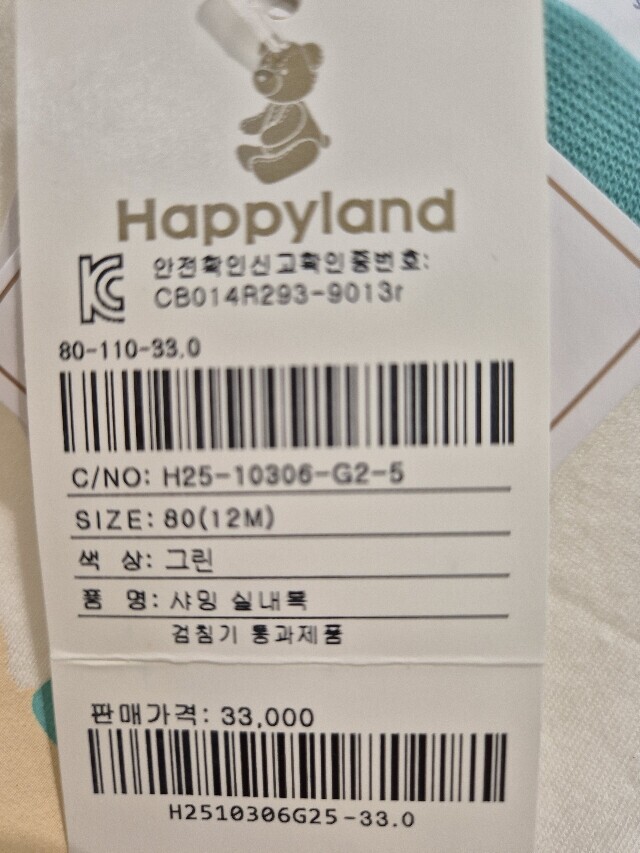 Happyland
안전확인신고확인증번호:
CB014R293-9013r
80-110-33.0
C/NO: H25-10306-G2-5
SIZE: 80(12M)
색 상: 그린
품 명: 샤밍 실내복
검침기 통과제품
판매가격: 33,000
H2510306G25-33.0